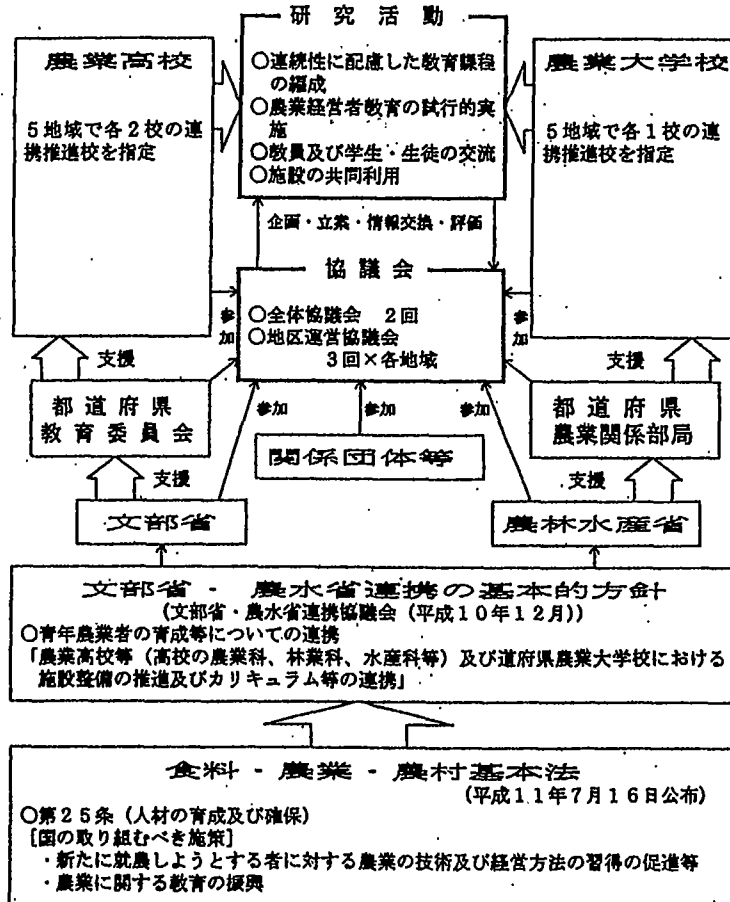 研究活動
○連続性に配慮した教育課程
の編成
○農業経営者教育の試行的実
施
○教員及び学生・生徒の交流
○施設の共同利用
農業高校
5地域で各2校の連
携推進校を指定
農業大学校
5地域で各1校の連
携推進校を指定
企画・立案・情報交換・評価
協議会
○全体協議会 2回
○地区運営協議会
3回×各地域
参加
参加
支援
支援
都道府県
教育委員会
都道府県
農業関係部局
参加
参加
参加
関係団体等
支援
支援
文部省
農林水産省
文部省・農水省連携の基本的方針
(文部省・農水省連携協議会(平成10年12月))
○青年農業者の育成等についての連携
「農業高校等(高校の農業科、林業科、水産科等)及び道府県農業大学校における
施設整備の推進及びカリキュラム等の連携」
食料・農業・農村基本法
(平成11年7月16日公布)
○第25条(人材の育成及び確保)
[国の取り組むべき施策]
・新たに就農しようとする者に対する農業の技術及び経営方法の習得の促進等
・農業に関する教育の振興